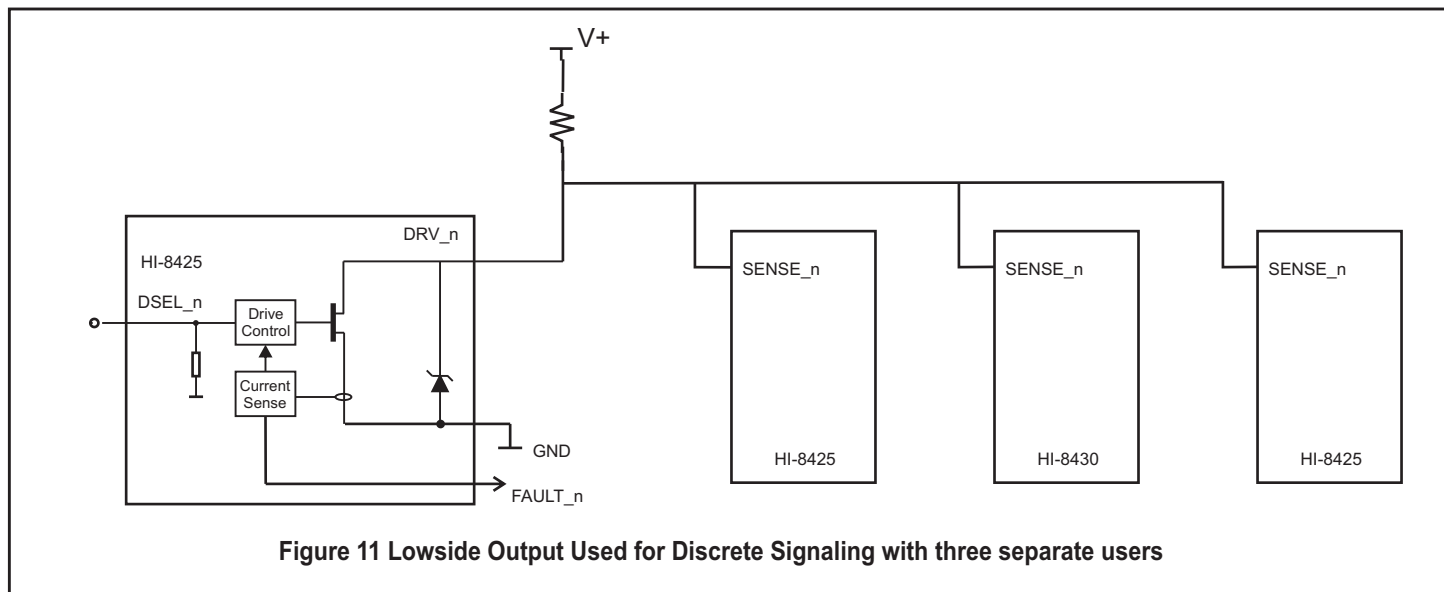 V+
DRV_n
HI-8425
DSEL_n
Drive
Control
Current
Sense
GND
FAULT_n
SENSE_n
HI-8425
SENSE_n
HI-8430
SENSE_n
HI-8425
Figure 11 Lowside Output Used for Discrete Signaling with three separate users